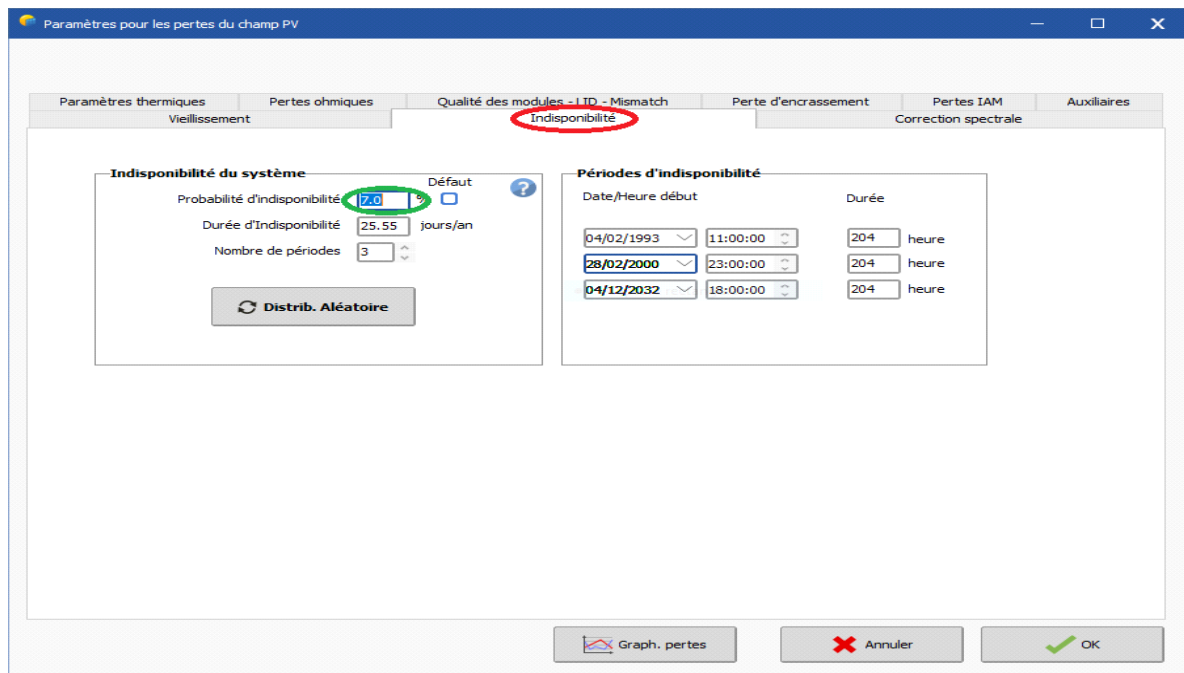 Paramètres pour les pertes du champ PV
Paramètres thermiques Pertes ohmiques Qualité des modules - LID - Mismatch Perte d'encrassement Pertes IAM Auxiliaires
Vieillissement Indisponibilité Correction spectrale
Indisponibilité du système
Défaut
Probabilité d'indisponibilité 7.0 %
Durée d'Indisponibilité 25.55 jours/an
Nombre de périodes 3
Distrib. Aléatoire
Périodes d'indisponibilité
Date/Heure début Durée
04/02/1993 11:00:00 204 heure
28/02/2000 23:00:00 204 heure
04/12/2032 18:00:00 204 heure
Graph. pertes Annuler OK